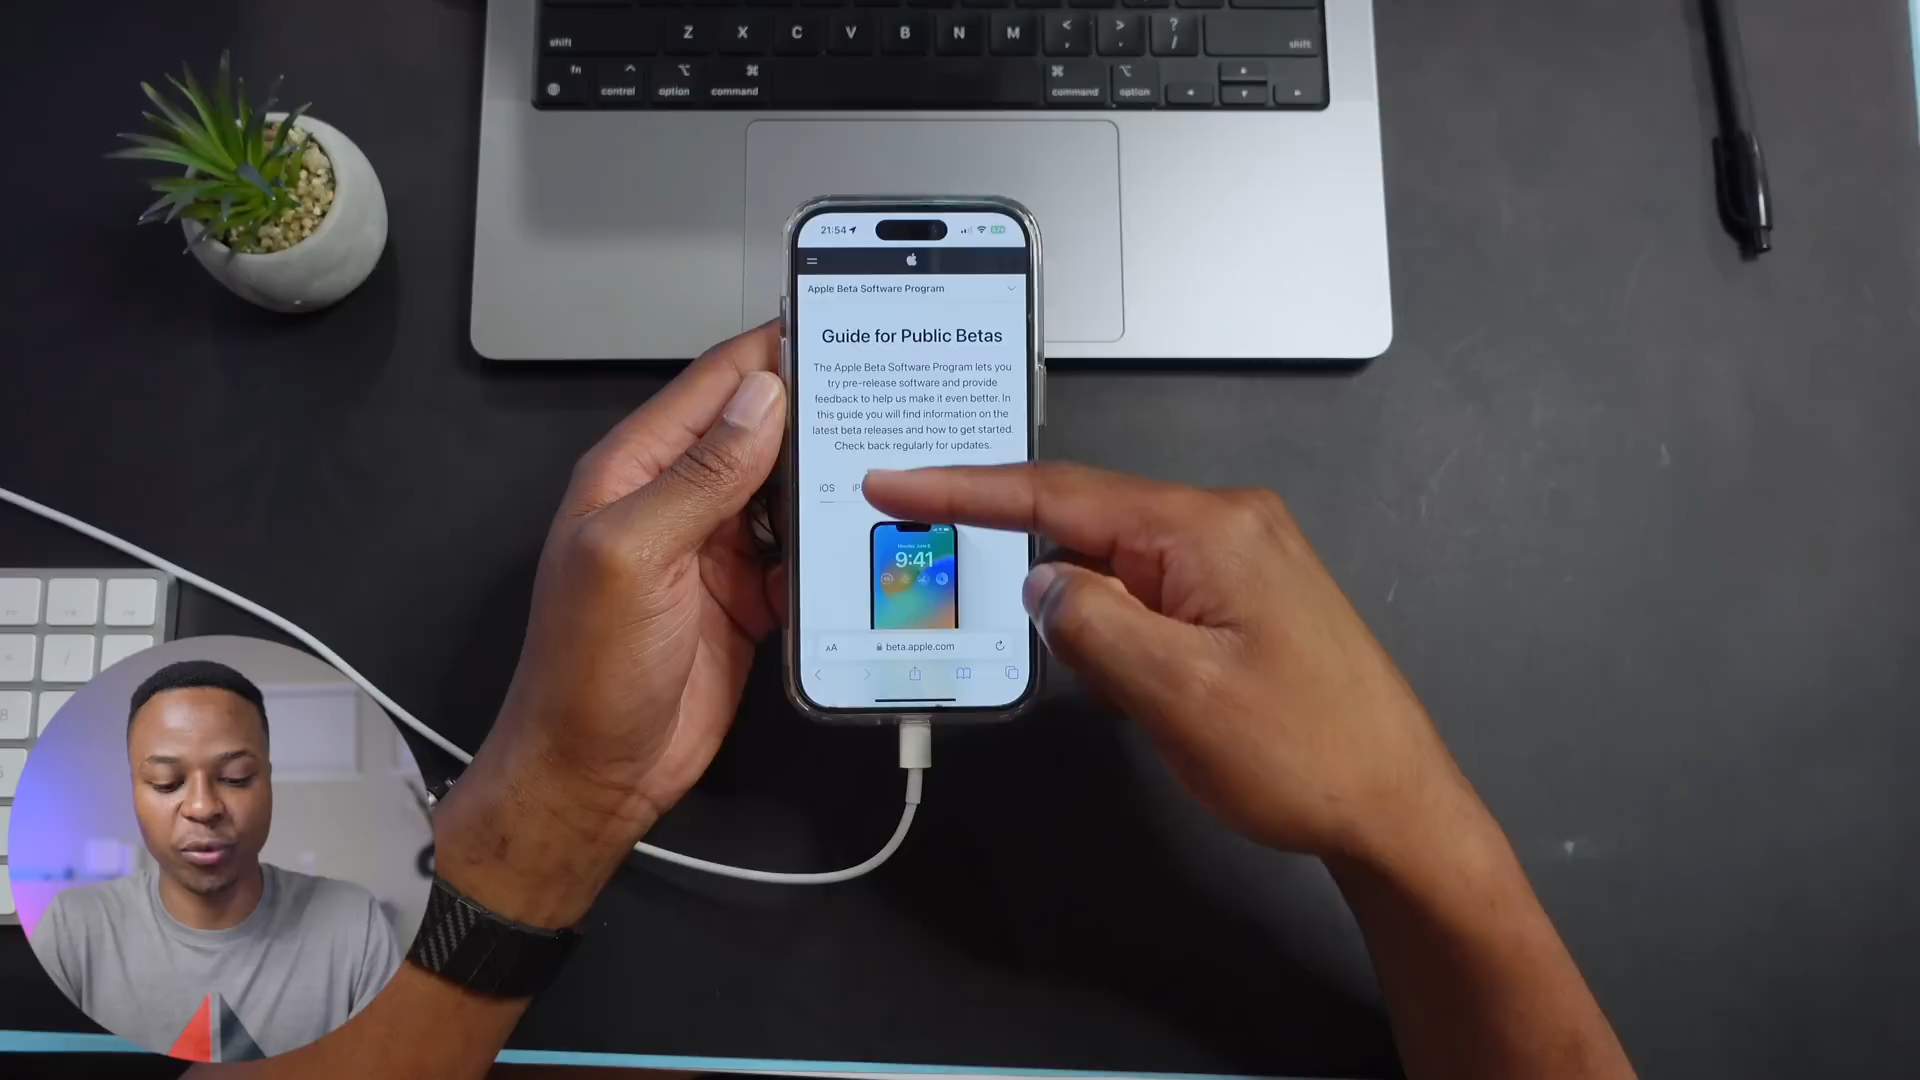 Z X C V B N M < , > . ? /
shift shift
fn control option command command option
21:54
Apple Beta Software Program
Guide for Public Betas
The Apple Beta Software Program lets you
try pre-release software and provide
feedback to help us make it even better. In
this guide you will find information on the
latest beta releases and how to get started.
Check back regularly for updates.
iOS iP
9:41
AA beta.apple.com